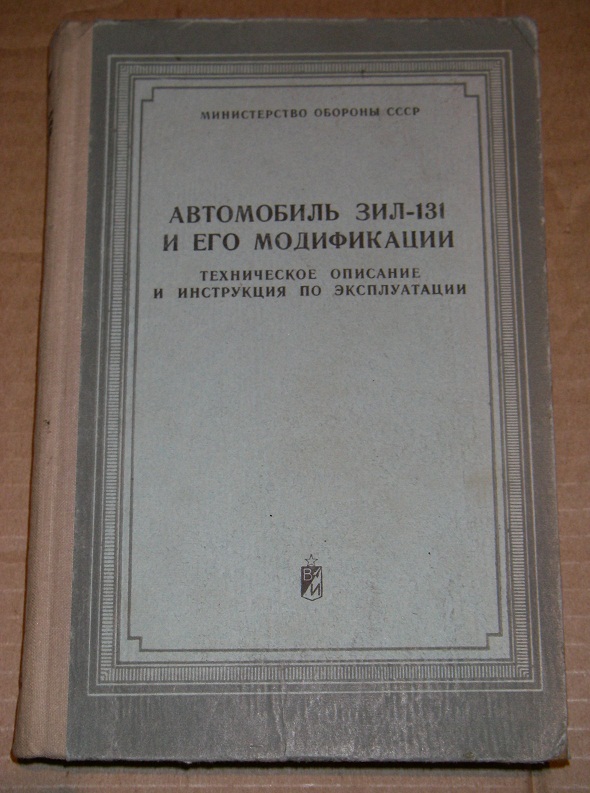 МИНИСТЕРСТВО ОБОРОНЫ СССР
АВТОМОБИЛЬ ЗИЛ-131
И ЕГО МОДИФИКАЦИИ
ТЕХНИЧЕСКОЕ ОПИСАНИЕ
И ИНСТРУКЦИЯ ПО ЭКСПЛУАТАЦИИ
В
И